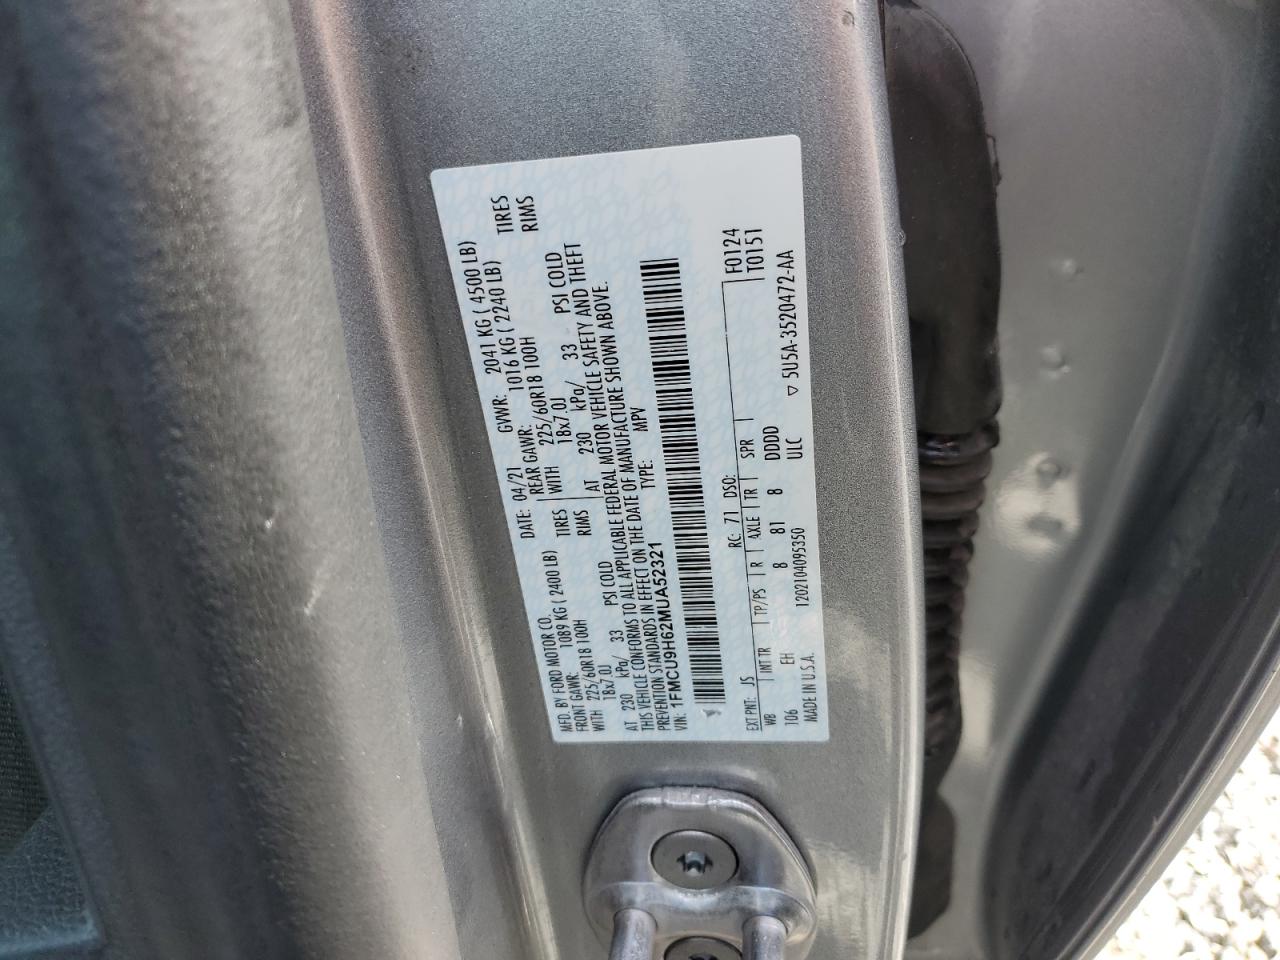 MFD. BY FORD MOTOR CO. DATE: 04/21 GVWR: 2041 KG ( 4500 LB)
FRONT GAWR: 1089 KG ( 2400 LB) REAR GAWR: 1016 KG ( 2240 LB)
WITH 225/60R18 100H TIRES WITH 225/60R18 100H TIRES
18x7.0J RIMS 18x7.0J RIMS
AT 230 kPa/ 33 PSI COLD AT 230 kPa/ 33 PSI COLD
THIS VEHICLE CONFORMS TO ALL APPLICABLE FEDERAL MOTOR VEHICLE SAFETY AND THEFT
PREVENTION STANDARDS IN EFFECT ON THE DATE OF MANUFACTURE SHOWN ABOVE.
VIN: 1FMCU9H62MUA52321 TYPE: MPV
F0124
T0151
EXT PNT: JS RC: 71 DSO:
WB INT TR TP/PS R AXLE TR SPR
106 EH 8 81 8 DDDD
MADE IN U.S.A. 1202104095350 ULC ▽ 5U5A-3520472-AA